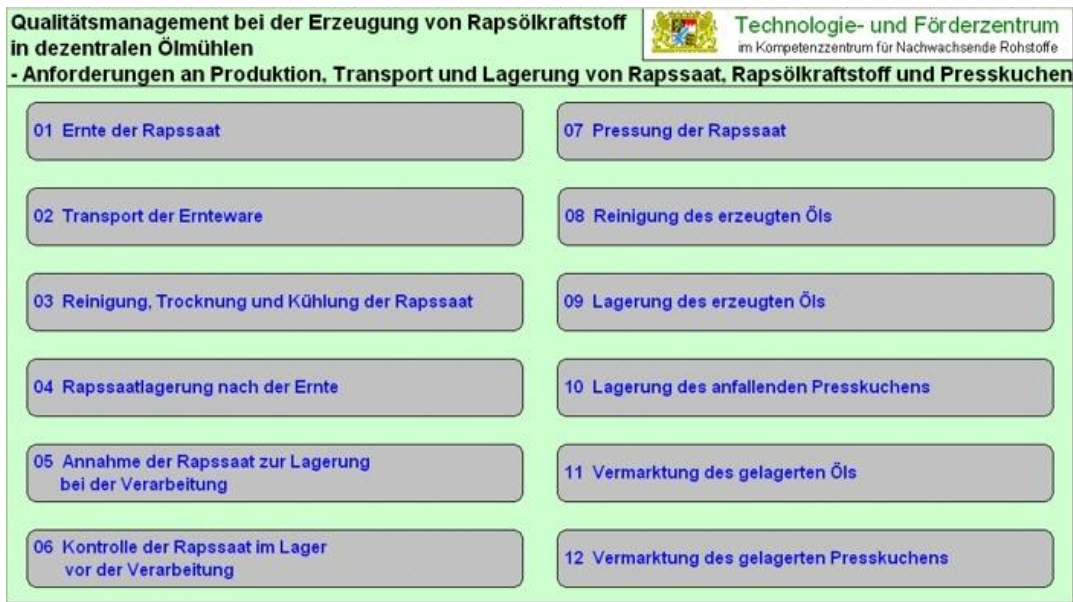 Qualitätsmanagement bei der Erzeugung von Rapsölkraftstoff
in dezentralen Ölmühlen
- Anforderungen an Produktion, Transport und Lagerung von Rapssaat, Rapsölkraftstoff und Presskuchen
Technologie- und Förderzentrum
im Kompetenzzentrum für Nachwachsende Rohstoffe
01 Ernte der Rapssaat
02 Transport der Ernteware
03 Reinigung, Trocknung und Kühlung der Rapssaat
04 Rapssaatlagerung nach der Ernte
05 Annahme der Rapssaat zur Lagerung
bei der Verarbeitung
06 Kontrolle der Rapssaat im Lager
vor der Verarbeitung
07 Pressung der Rapssaat
08 Reinigung des erzeugten Öls
09 Lagerung des erzeugten Öls
10 Lagerung des anfallenden Presskuchens
11 Vermarktung des gelagerten Öls
12 Vermarktung des gelagerten Presskuchens